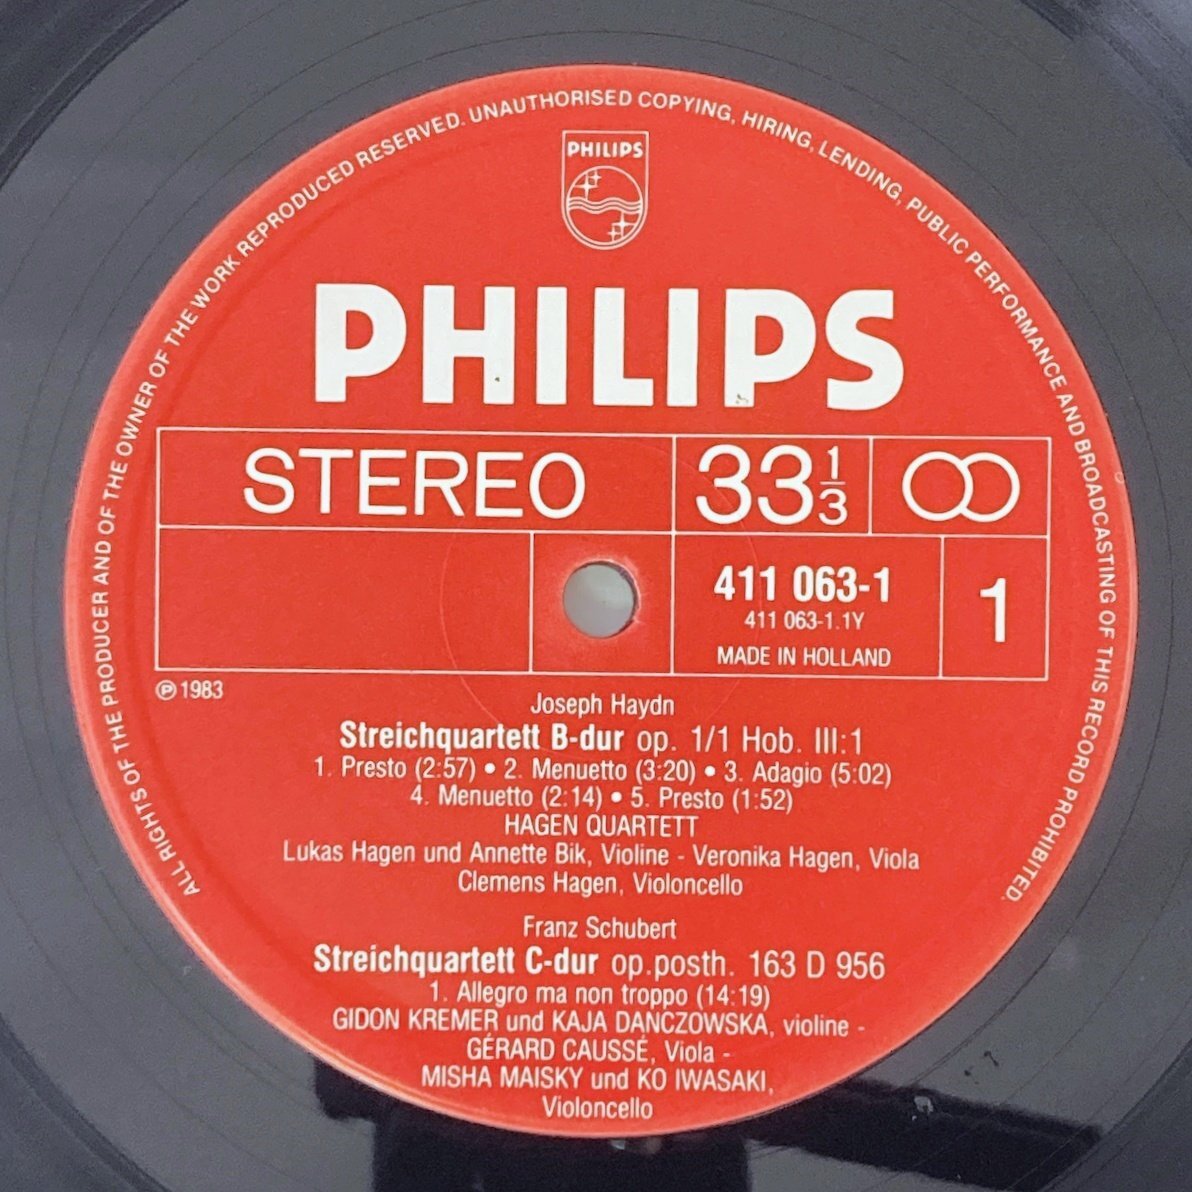 ALL RIGHTS OF THE PRODUCER AND OF THE OWNER OF THE WORK REPRODUCED RESERVED. UNAUTHORISED COPYING, HIRING, LENDING, PUBLIC PERFORMANCE AND BROADCASTING OF THIS RECORD PROHIBITED.
PHILIPS
PHILIPS
STEREO
33 1/3
411 063-1
411 063-1.1Y
MADE IN HOLLAND
1
℗ 1983
Joseph Haydn
Streichquartett B-dur op. 1/1 Hob. III:1
1. Presto (2:57) • 2. Menuetto (3:20) • 3. Adagio (5:02)
4. Menuetto (2:14) • 5. Presto (1:52)
HAGEN QUARTETT
Lukas Hagen und Annette Bik, Violine - Veronika Hagen, Viola
Clemens Hagen, Violoncello
Franz Schubert
Streichquartett C-dur op.posth. 163 D 956
1. Allegro ma non troppo (14:19)
GIDON KREMER und KAJA DANCZOWSKA, violine -
GÉRARD CAUSSÉ, Viola -
MISHA MAISKY und KO IWASAKI,
Violoncello